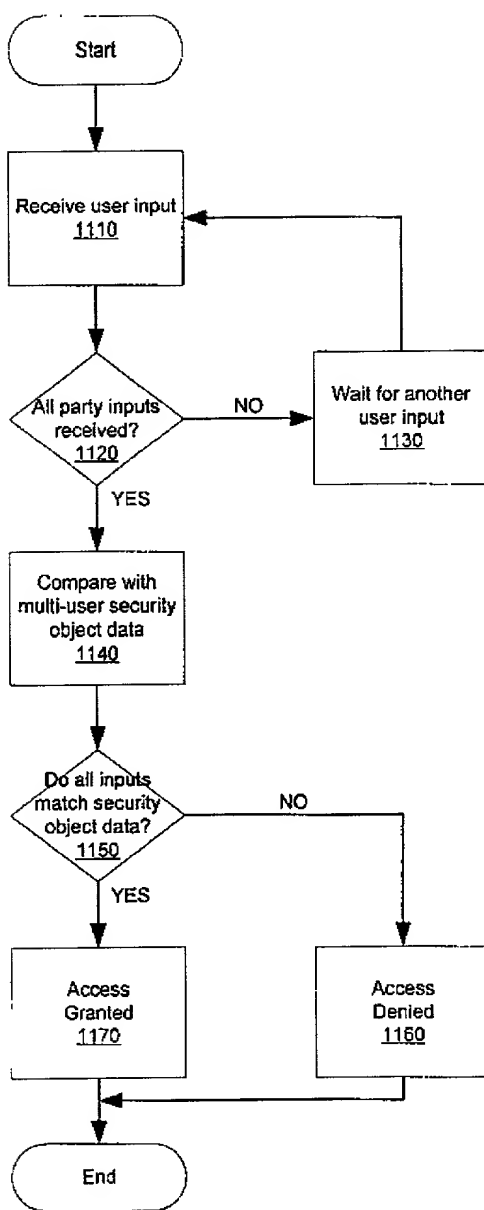 Start
Receive user input
1110
All party inputs
received?
1120
NO
Wait for another
user input
1130
YES
Compare with
multi-user security
object data
1140
Do all inputs
match security
object data?
1150
NO
YES
Access
Granted
1170
Access
Denied
1160
End